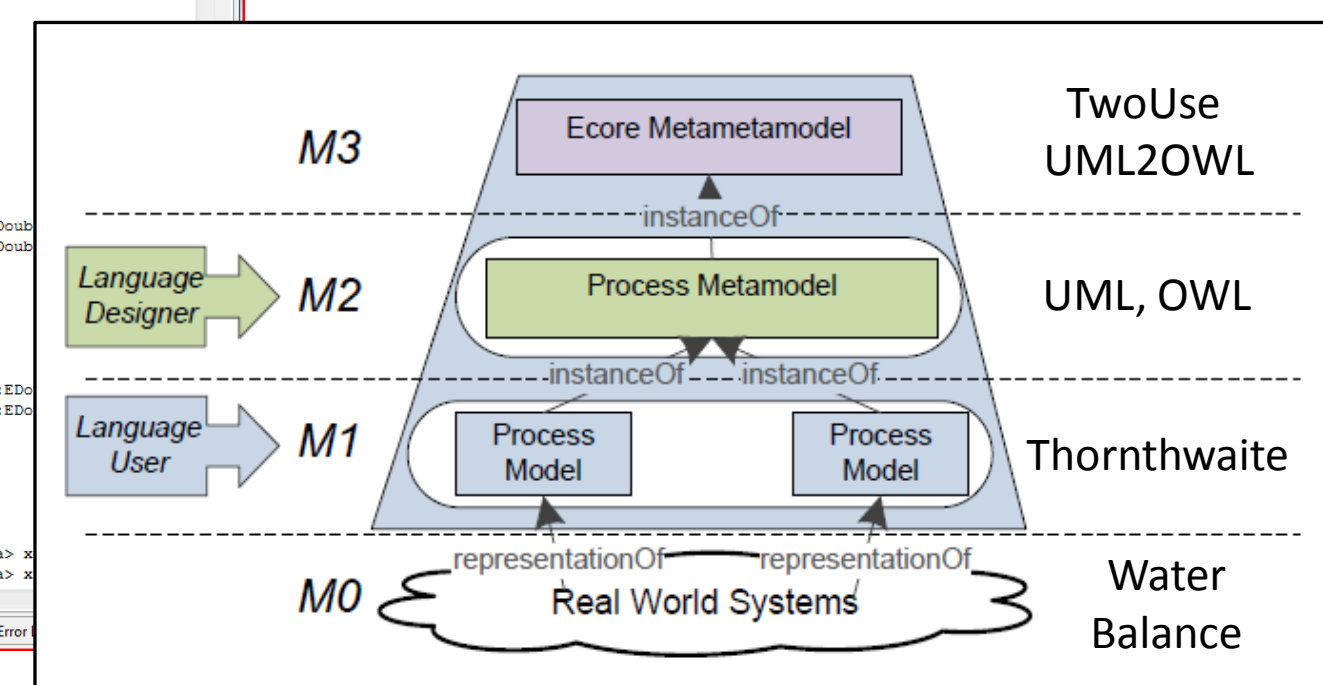 Ecore Metametamodel
M3
TwoUse
UML2OWL
instanceOf
Language
Designer
M2
Process Metamodel
UML, OWL
instanceOf instanceOf
Language
User
M1
Process
Model
Process
Model
Thornthwaite
representationOf representationOf
M0
Real World Systems
Water
Balance